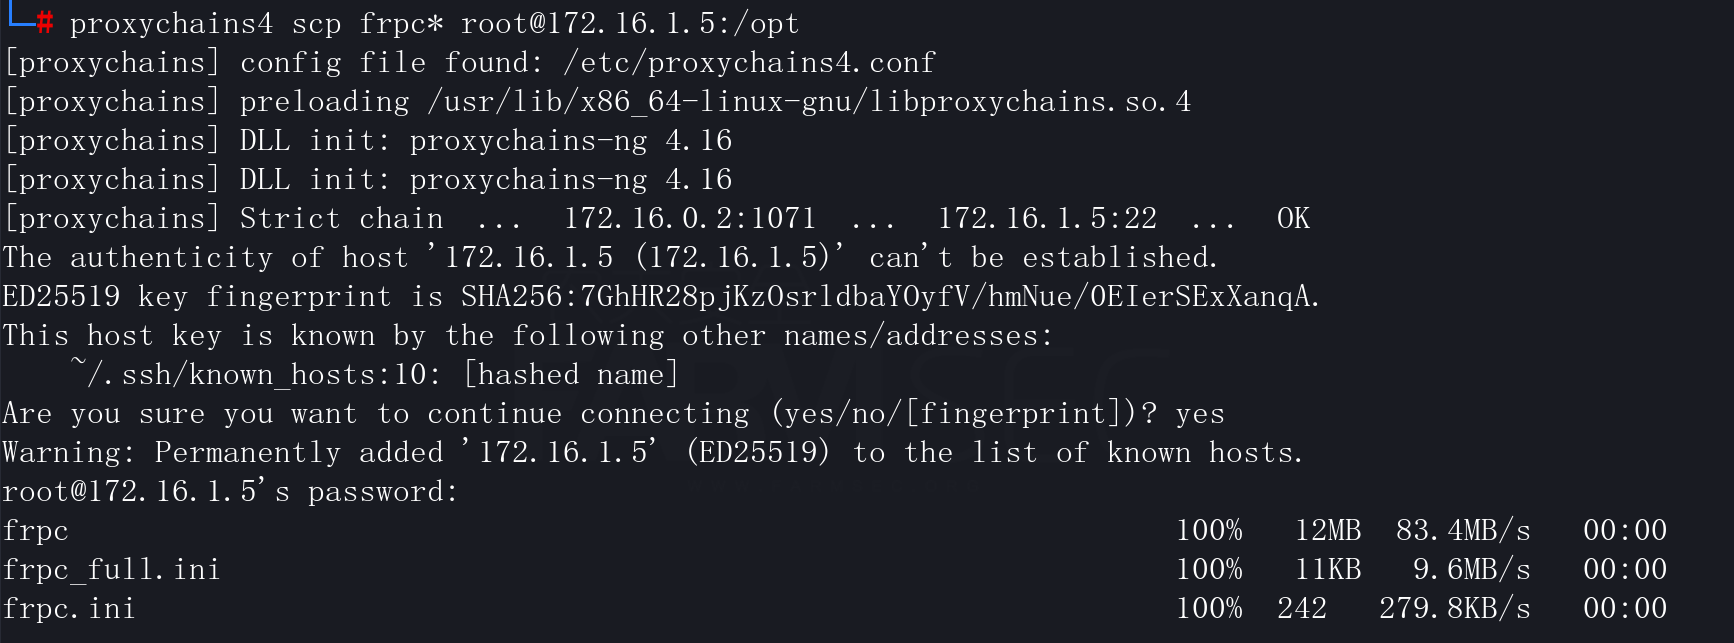 └─# proxychains4 scp frpc* root@172.16.1.5:/opt
[proxychains] config file found: /etc/proxychains4.conf
[proxychains] preloading /usr/lib/x86_64-linux-gnu/libproxychains.so.4
[proxychains] DLL init: proxychains-ng 4.16
[proxychains] DLL init: proxychains-ng 4.16
[proxychains] Strict chain  ...  172.16.0.2:1071  ...  172.16.1.5:22  ...  OK
The authenticity of host '172.16.1.5 (172.16.1.5)' can't be established.
ED25519 key fingerprint is SHA256:7GhHR28pjKzOsrldbaYOyfV/hmNue/OEIerSExXanqA.
This host key is known by the following other names/addresses:
    ~/.ssh/known_hosts:10: [hashed name]
Are you sure you want to continue connecting (yes/no/[fingerprint])? yes
Warning: Permanently added '172.16.1.5' (ED25519) to the list of known hosts.
root@172.16.1.5's password:
frpc 100% 12MB 83.4MB/s 00:00
frpc_full.ini 100% 11KB 9.6MB/s 00:00
frpc.ini 100% 242 279.8KB/s 00:00